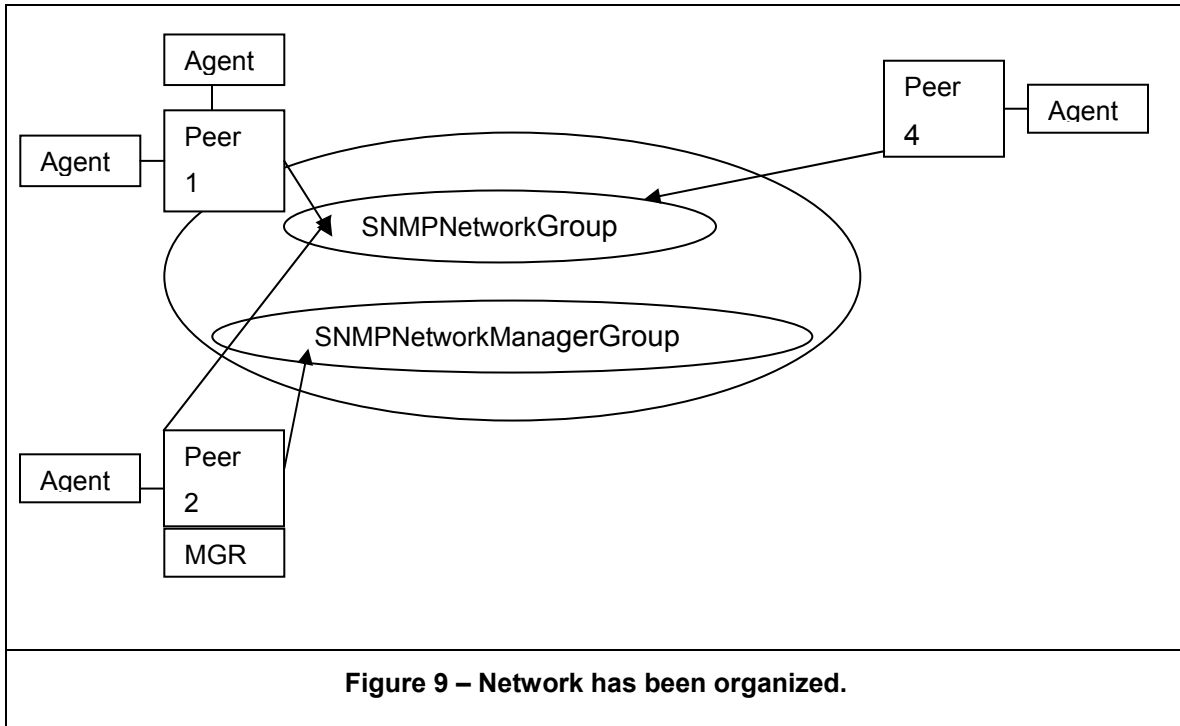 Agent
Peer
4
Agent
Peer
1
Agent
SNMPNetworkGroup
SNMPNetworkManagerGroup
Peer
2
Agent
MGR
Figure 9 – Network has been organized.